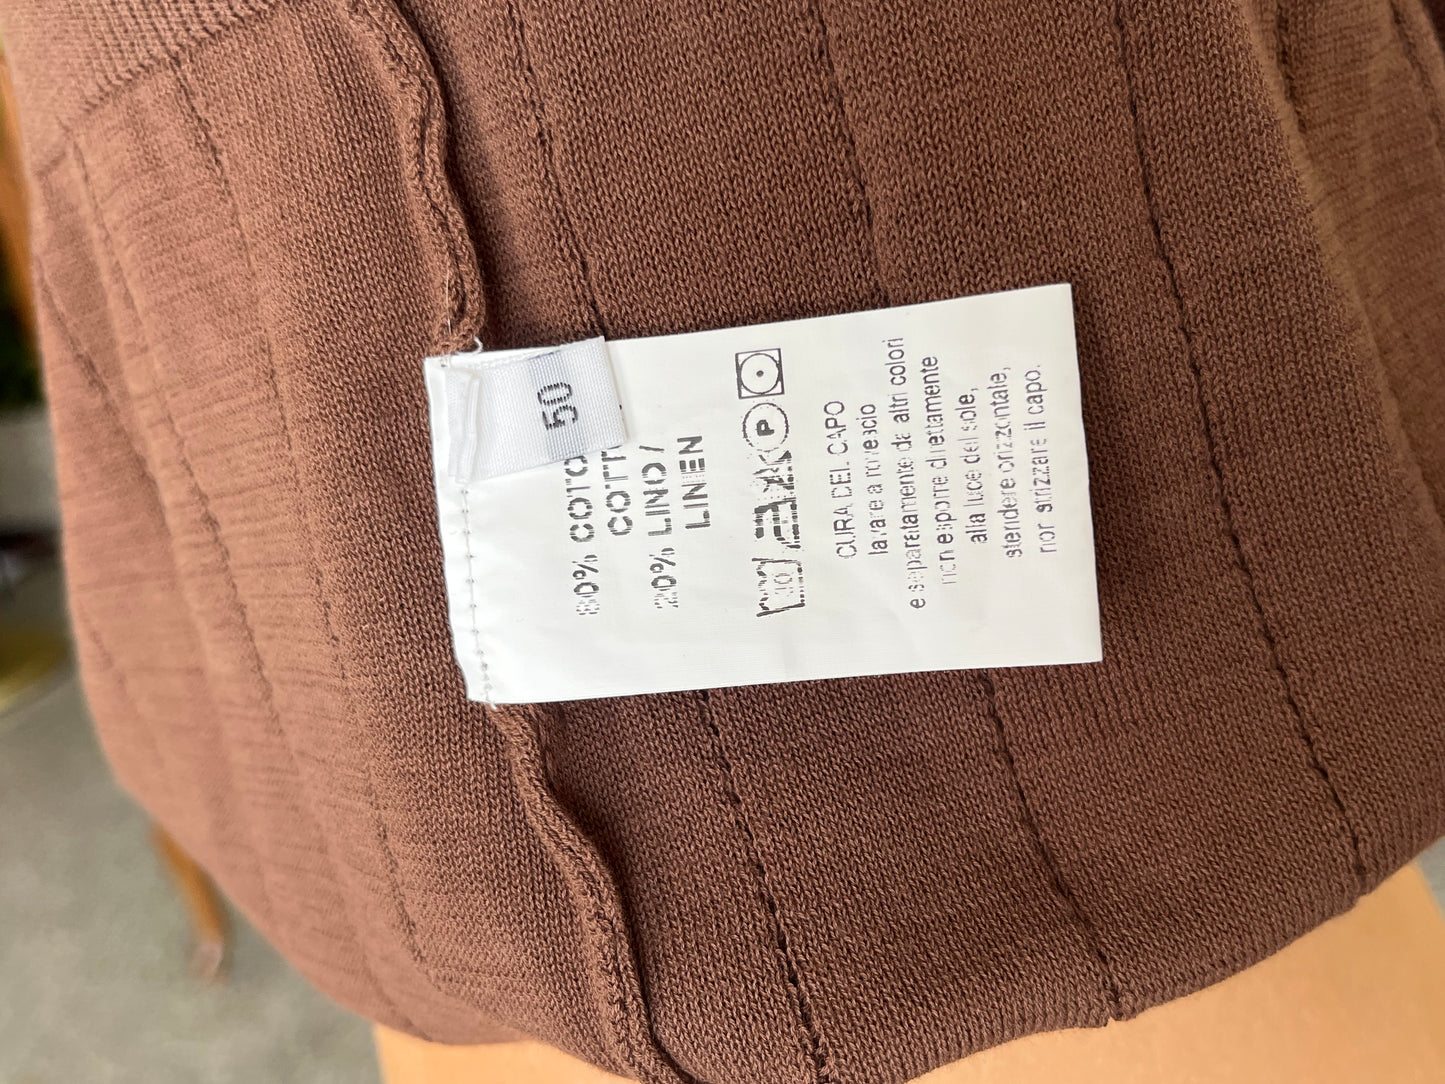 50
80% COTO
COTT
20% LINO /
LINEN
P
CURA DEL CAPO
lavare a rovescio
e separatamente da altri colori
non esporre direttamente
alla luce del sole,
stendere orizzontale,
non strizzare il capo.